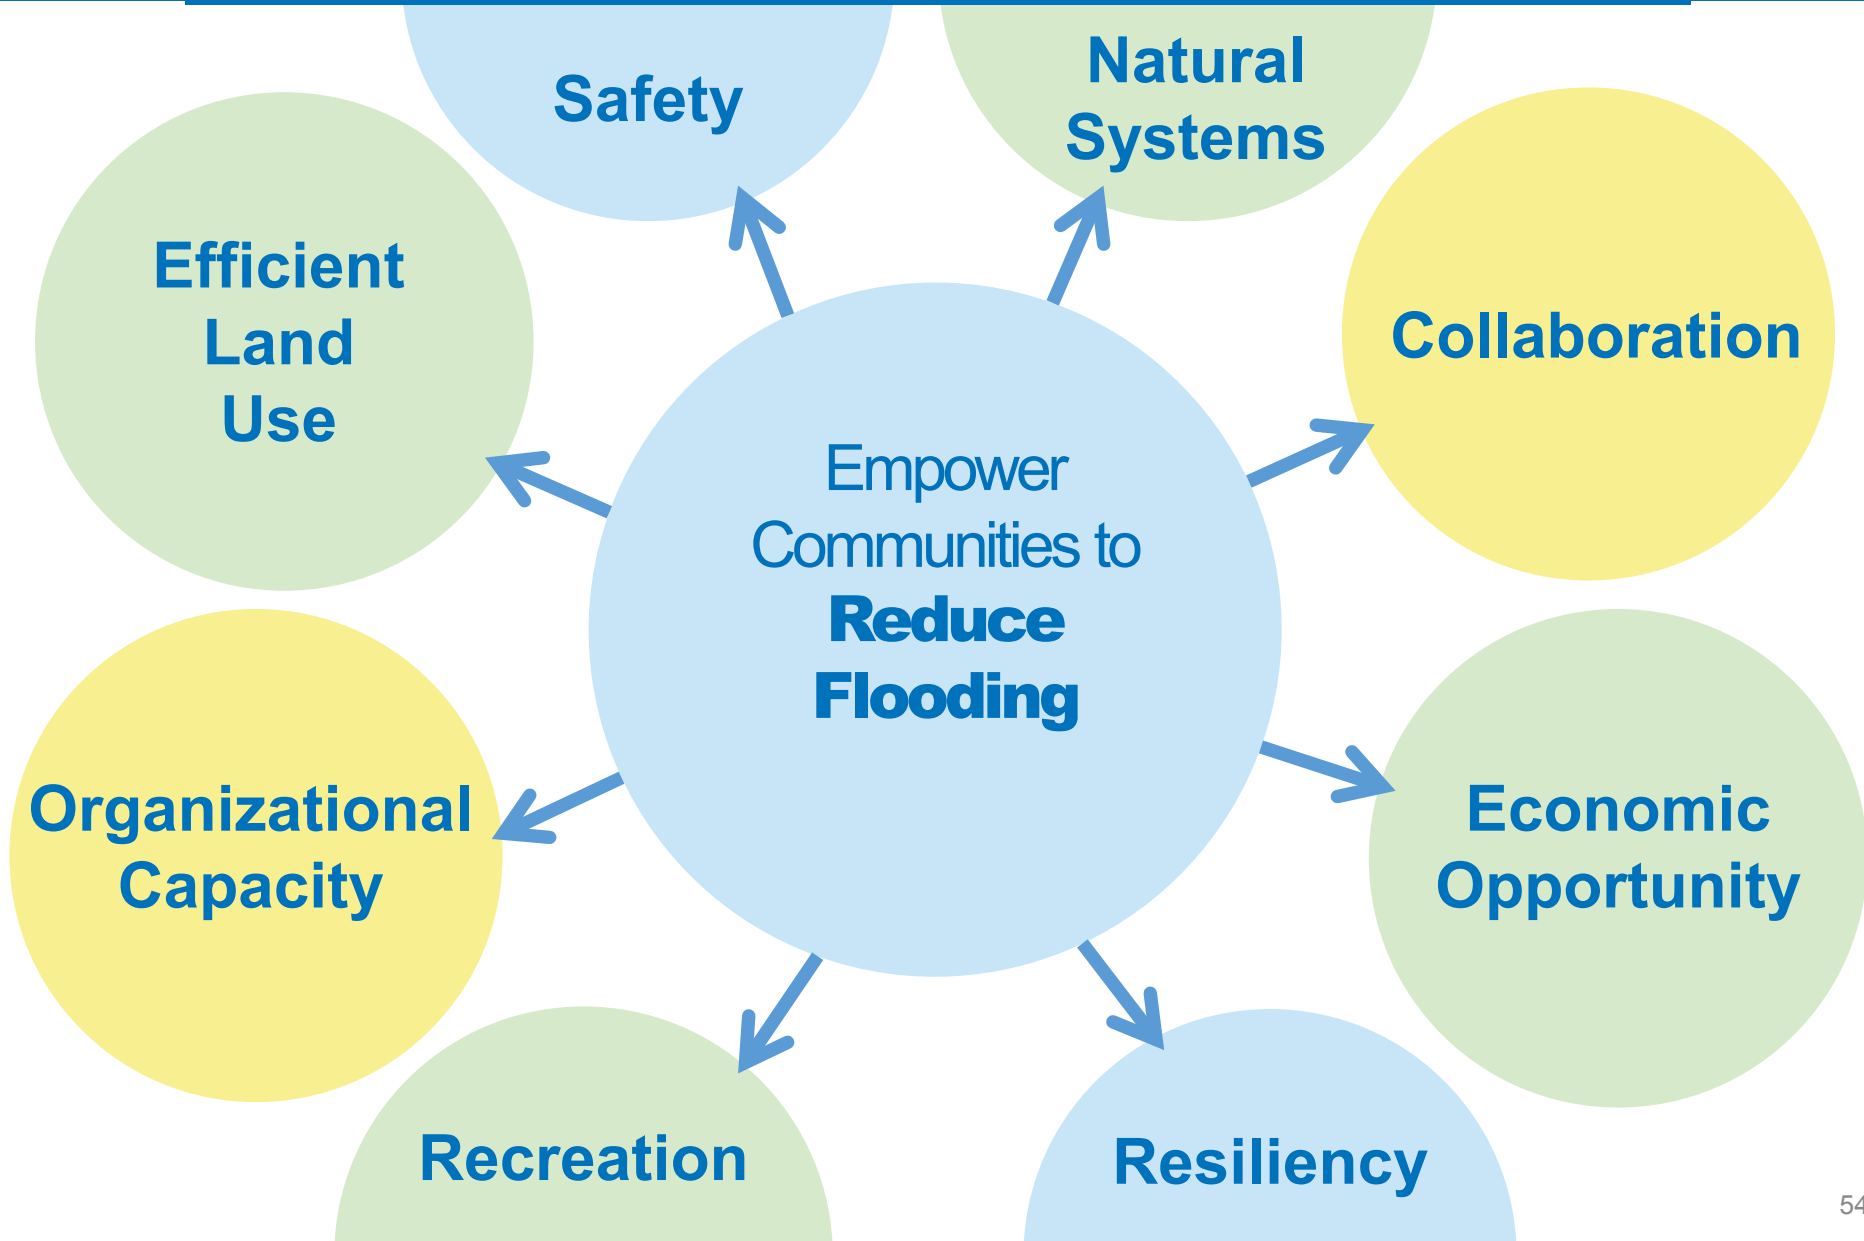 Safety
Natural
Systems
Efficient
Land
Use
Collaboration
Empower
Communities to
Reduce
Flooding
Organizational
Capacity
Economic
Opportunity
Recreation
Resiliency
54